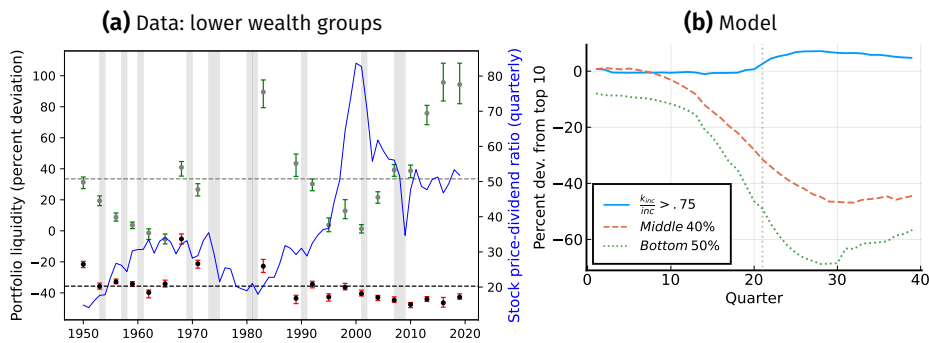 (a) Data: lower wealth groups
Portfolio liquidity (percent deviation)
100
80
60
40
20
0
−20
−40
1950 1960 1970 1980 1990 2000 2010 2020
80
70
60
50
40
30
20
10
Stock price-dividend ratio (quarterly)
(b) Model
Percent dev. from top 10
0
−20
−40
−60
k_inc/inc > .75
Middle 40%
Bottom 50%
0 10 20 30 40
Quarter